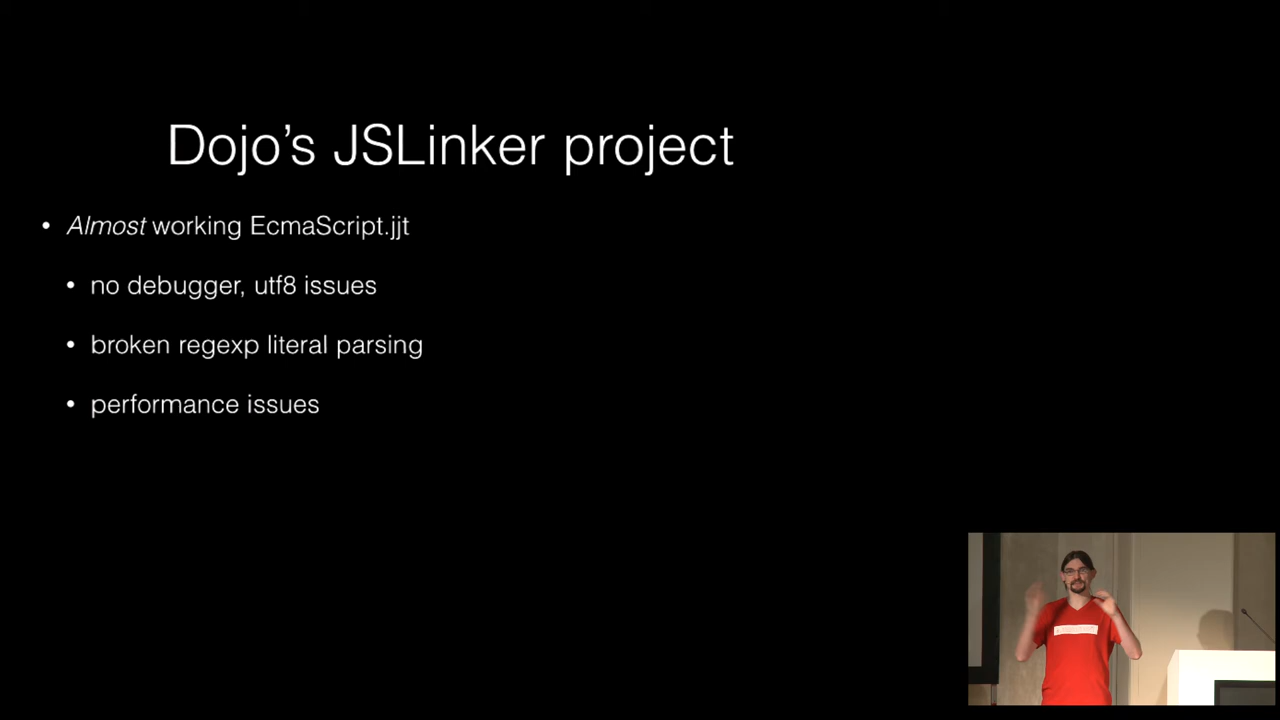 Dojo's JSLinker project
• Almost working EcmaScript.jjt
• no debugger, utf8 issues
• broken regexp literal parsing
• performance issues